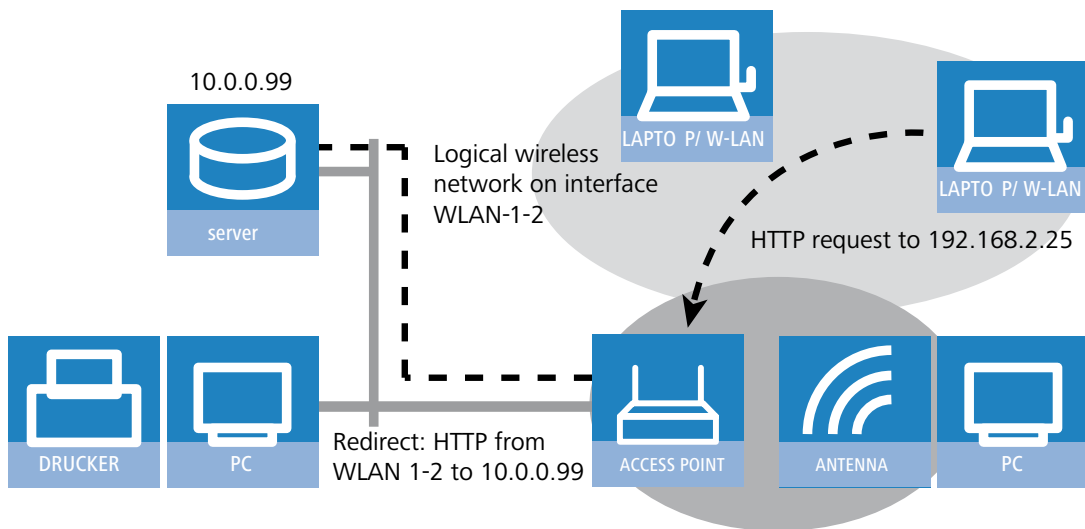 10.0.0.99
server
LAPTO P/ W-LAN
LAPTO P/ W-LAN
Logical wireless
network on interface
WLAN-1-2
HTTP request to 192.168.2.25
DRUCKER
PC
Redirect: HTTP from
WLAN 1-2 to 10.0.0.99
ACCESS POINT
ANTENNA
PC